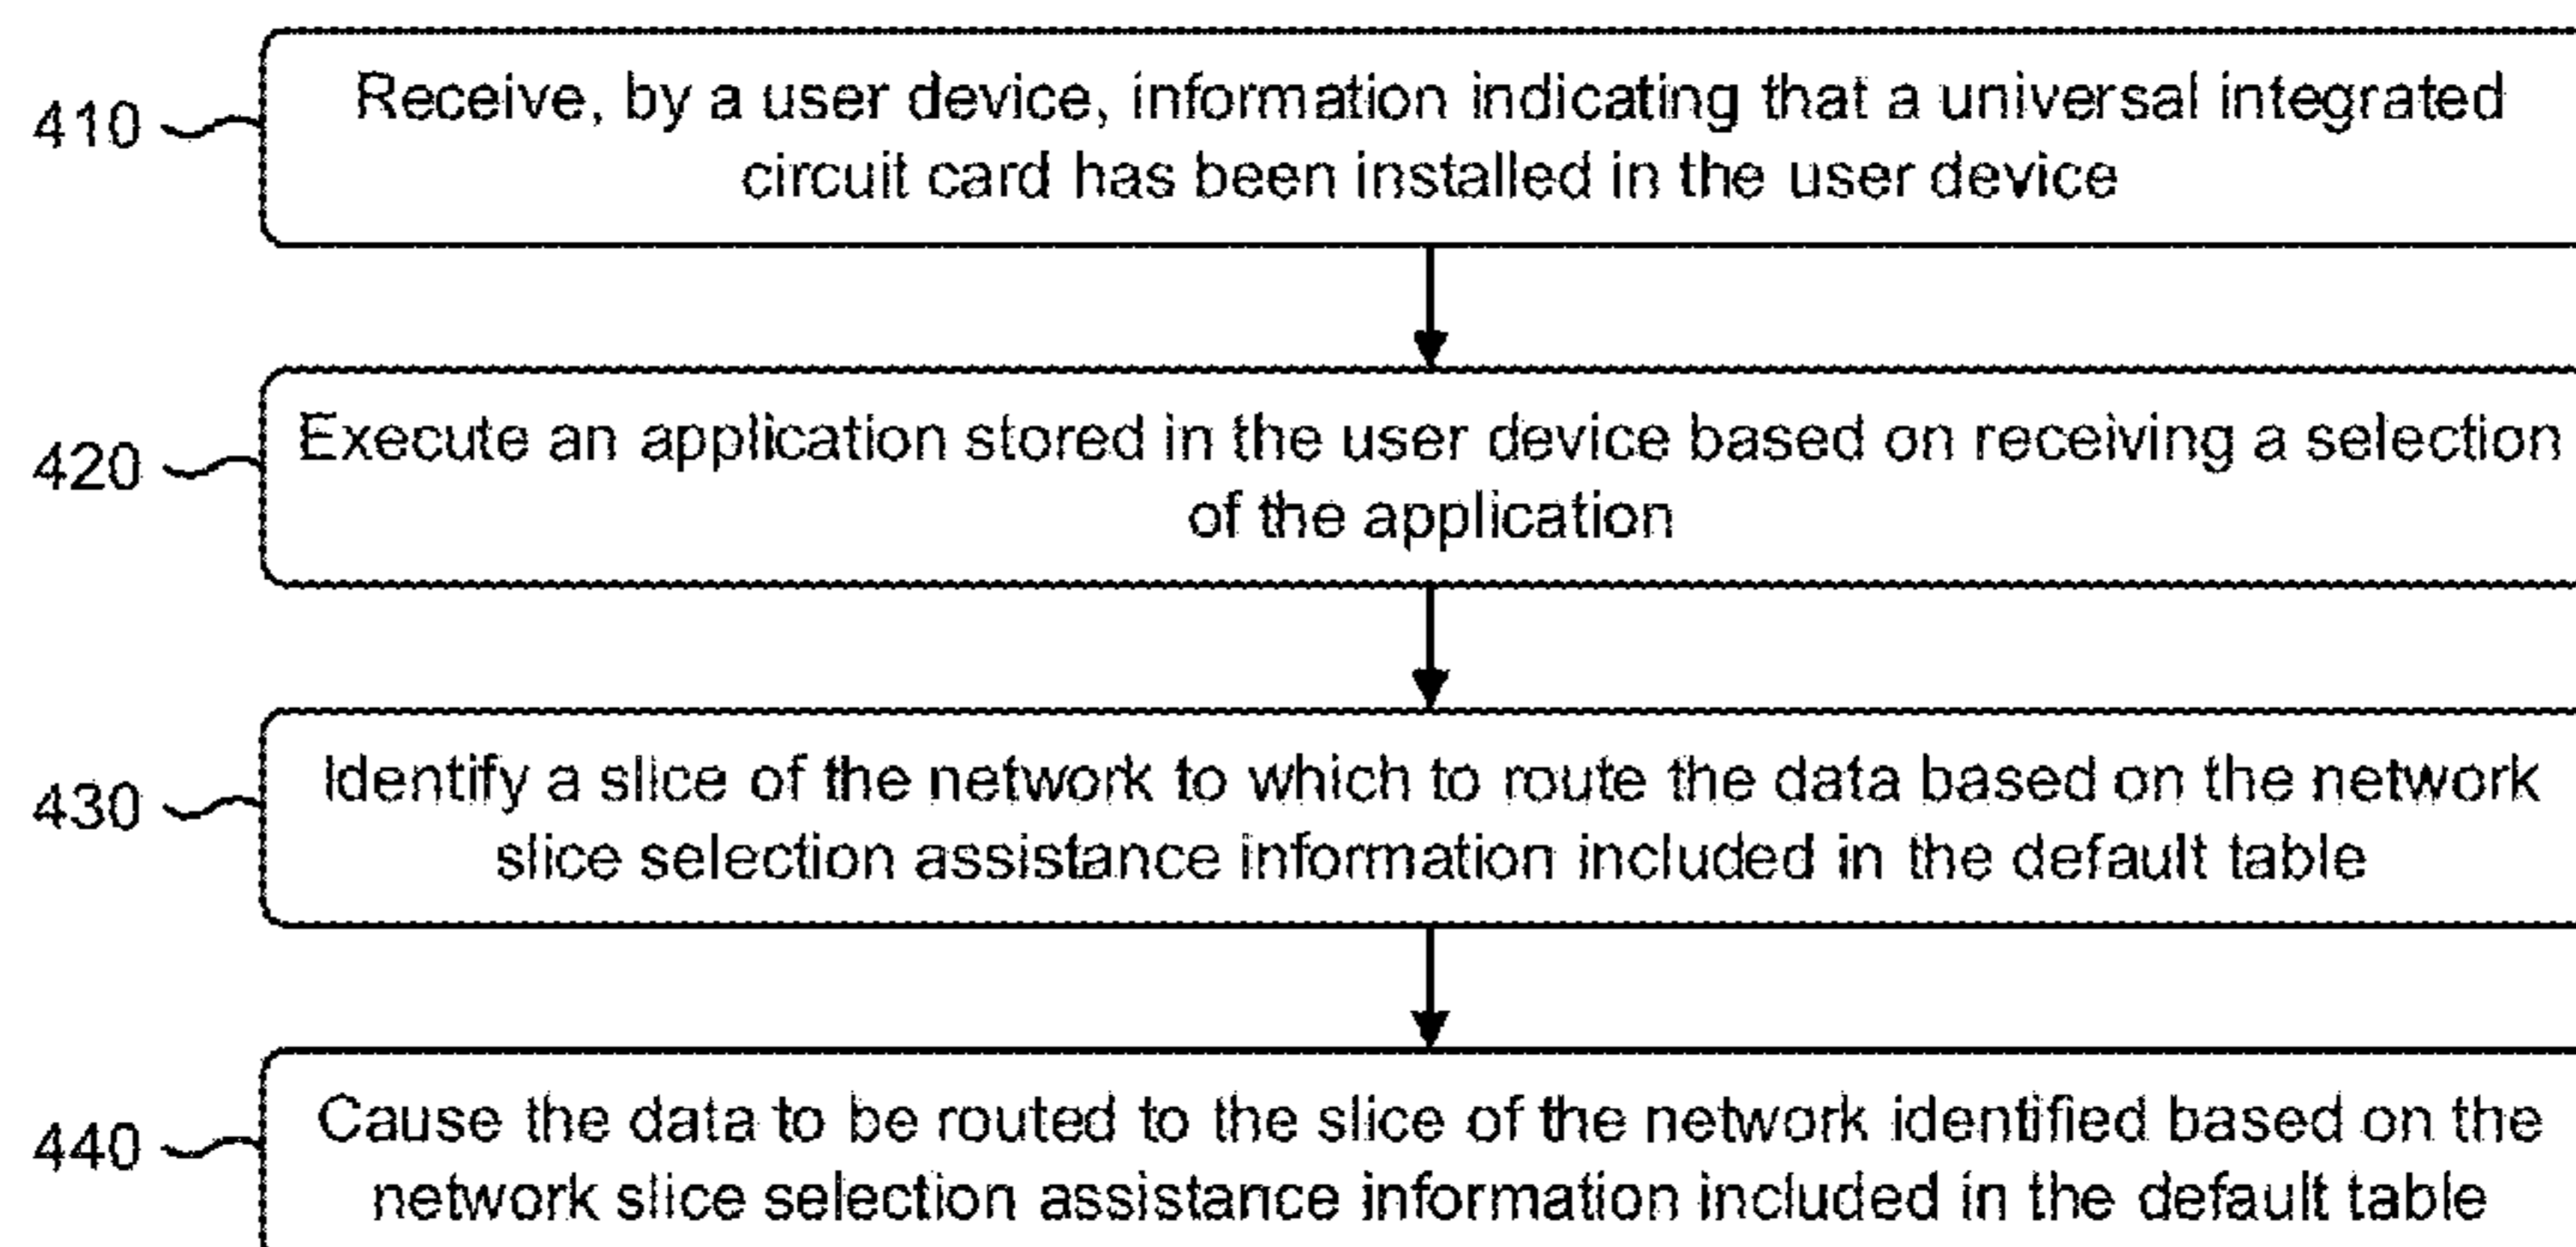 410
Receive, by a user device, information indicating that a universal integrated
circuit card has been installed in the user device
420
Execute an application stored in the user device based on receiving a selection
of the application
430
Identify a slice of the network to which to route the data based on the network
slice selection assistance information included in the default table
440
Cause the data to be routed to the slice of the network identified based on the
network slice selection assistance information included in the default table